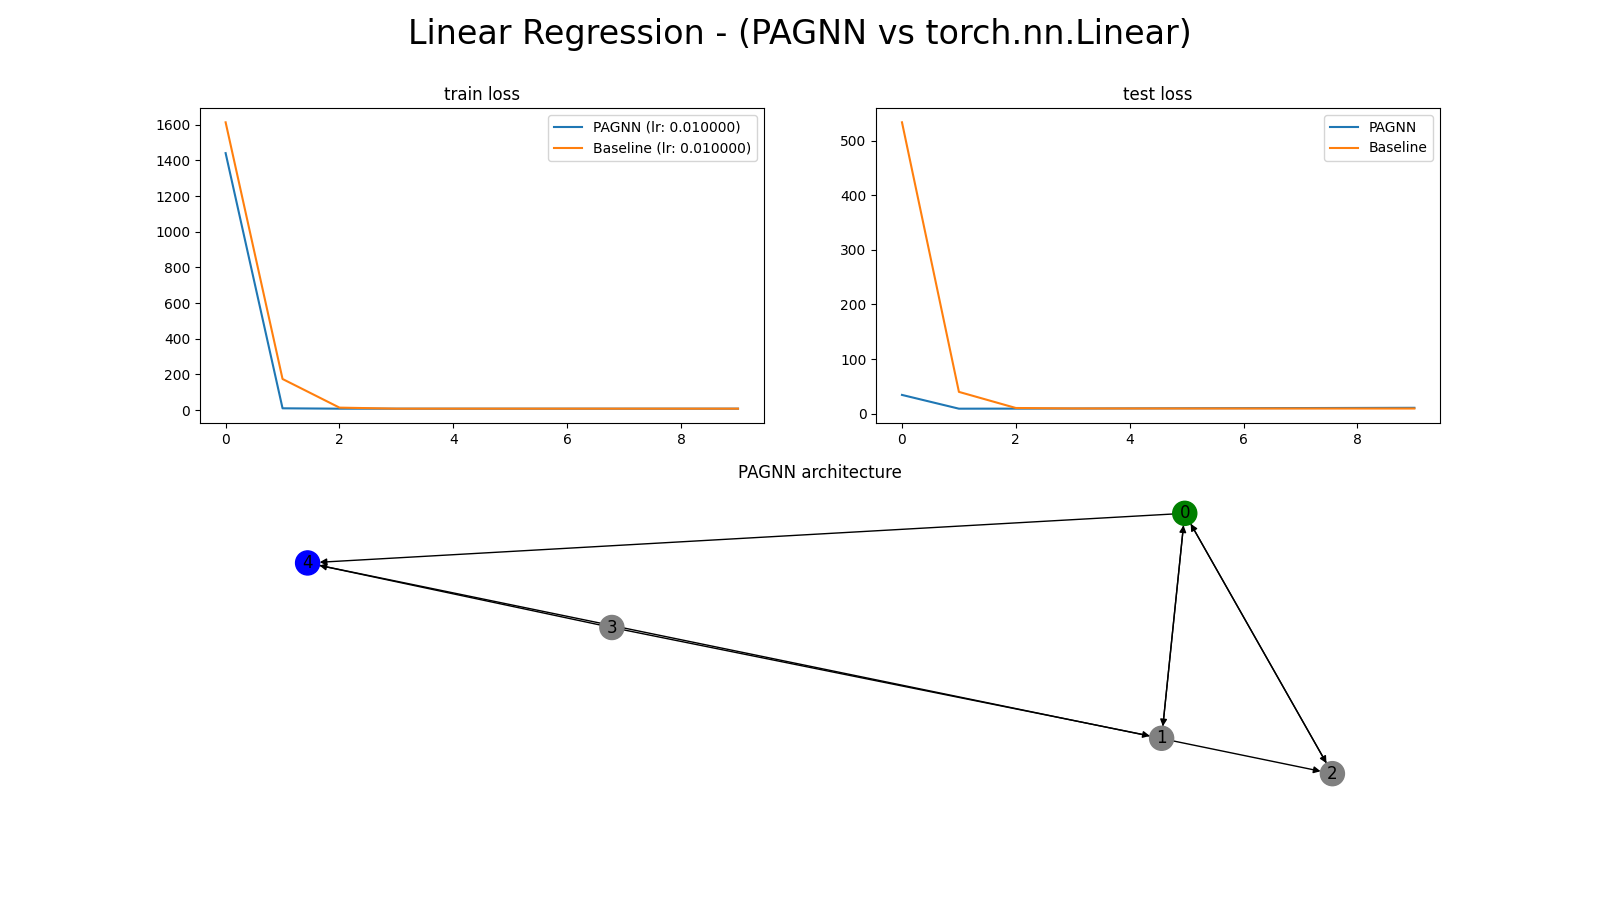 Linear Regression - (PAGNN vs torch.nn.Linear)
train loss
1600
1400
1200
1000
800
600
400
200
0
0 2 4 6 8
PAGNN (lr: 0.010000)
Baseline (lr: 0.010000)
test loss
500
400
300
200
100
0
0 2 4 6 8
PAGNN
Baseline
PAGNN architecture
0
4
3
1
2